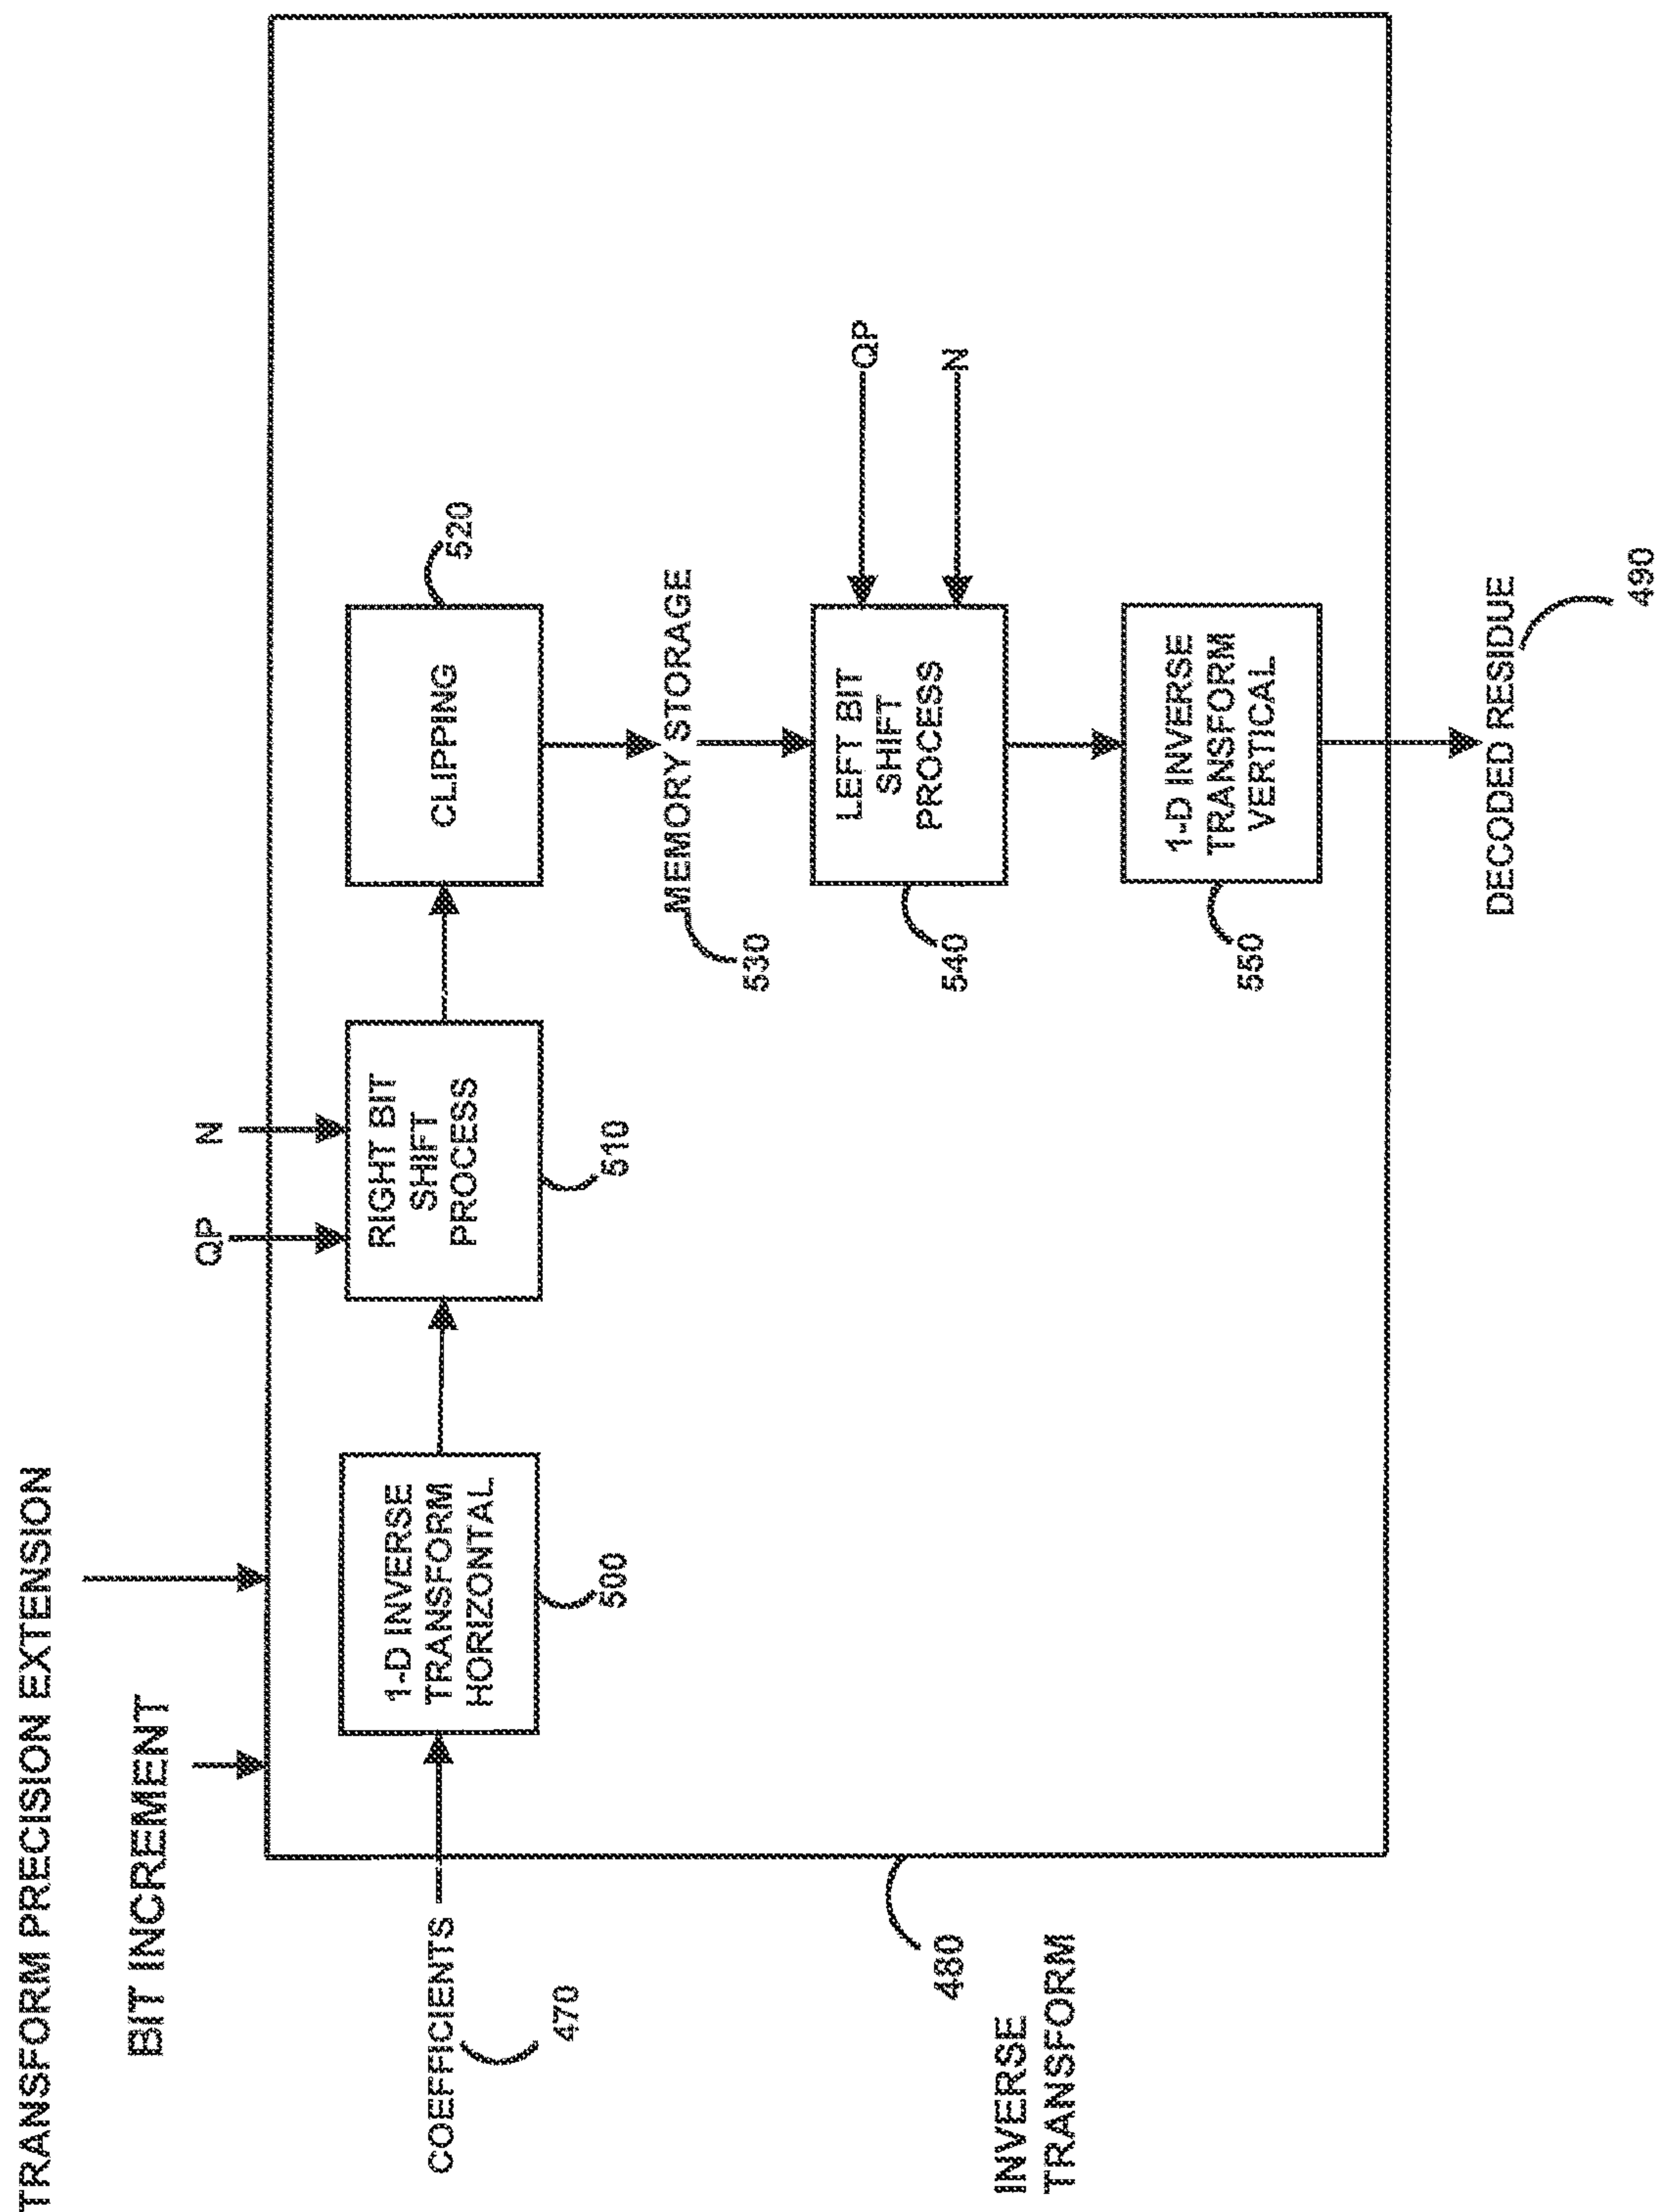 TRANSFORM PRECISION EXTENSION
BIT INCREMENT
QP
N
COEFFICIENTS
470
1-D INVERSE
TRANSFORM
HORIZONTAL
500
RIGHT BIT
SHIFT
PROCESS
510
CLIPPING
520
MEMORY STORAGE
530
LEFT BIT
SHIFT
PROCESS
540
QP
N
1-D INVERSE
TRANSFORM
VERTICAL
550
480
INVERSE
TRANSFORM
DECODED RESIDUE
490